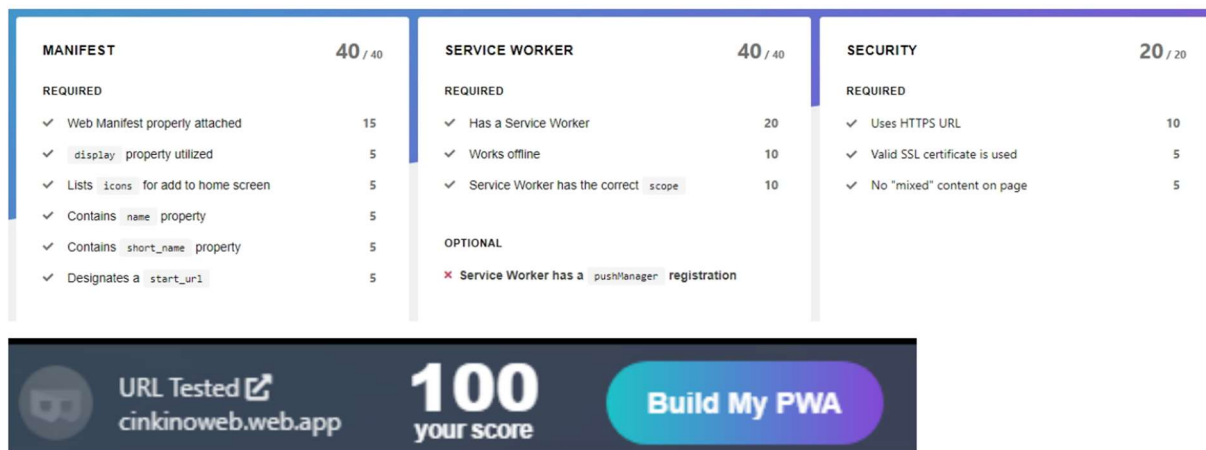 MANIFEST 40 / 40
REQUIRED
Web Manifest properly attached 15
display property utilized 5
Lists icons for add to home screen 5
Contains name property 5
Contains short_name property 5
Designates a start_url 5
SERVICE WORKER 40 / 40
REQUIRED
Has a Service Worker 20
Works offline 10
Service Worker has the correct scope 10
OPTIONAL
Service Worker has a pushManager registration
SECURITY 20 / 20
REQUIRED
Uses HTTPS URL 10
Valid SSL certificate is used 5
No "mixed" content on page 5
URL Tested
cinkinoweb.web.app
100
your score
Build My PWA